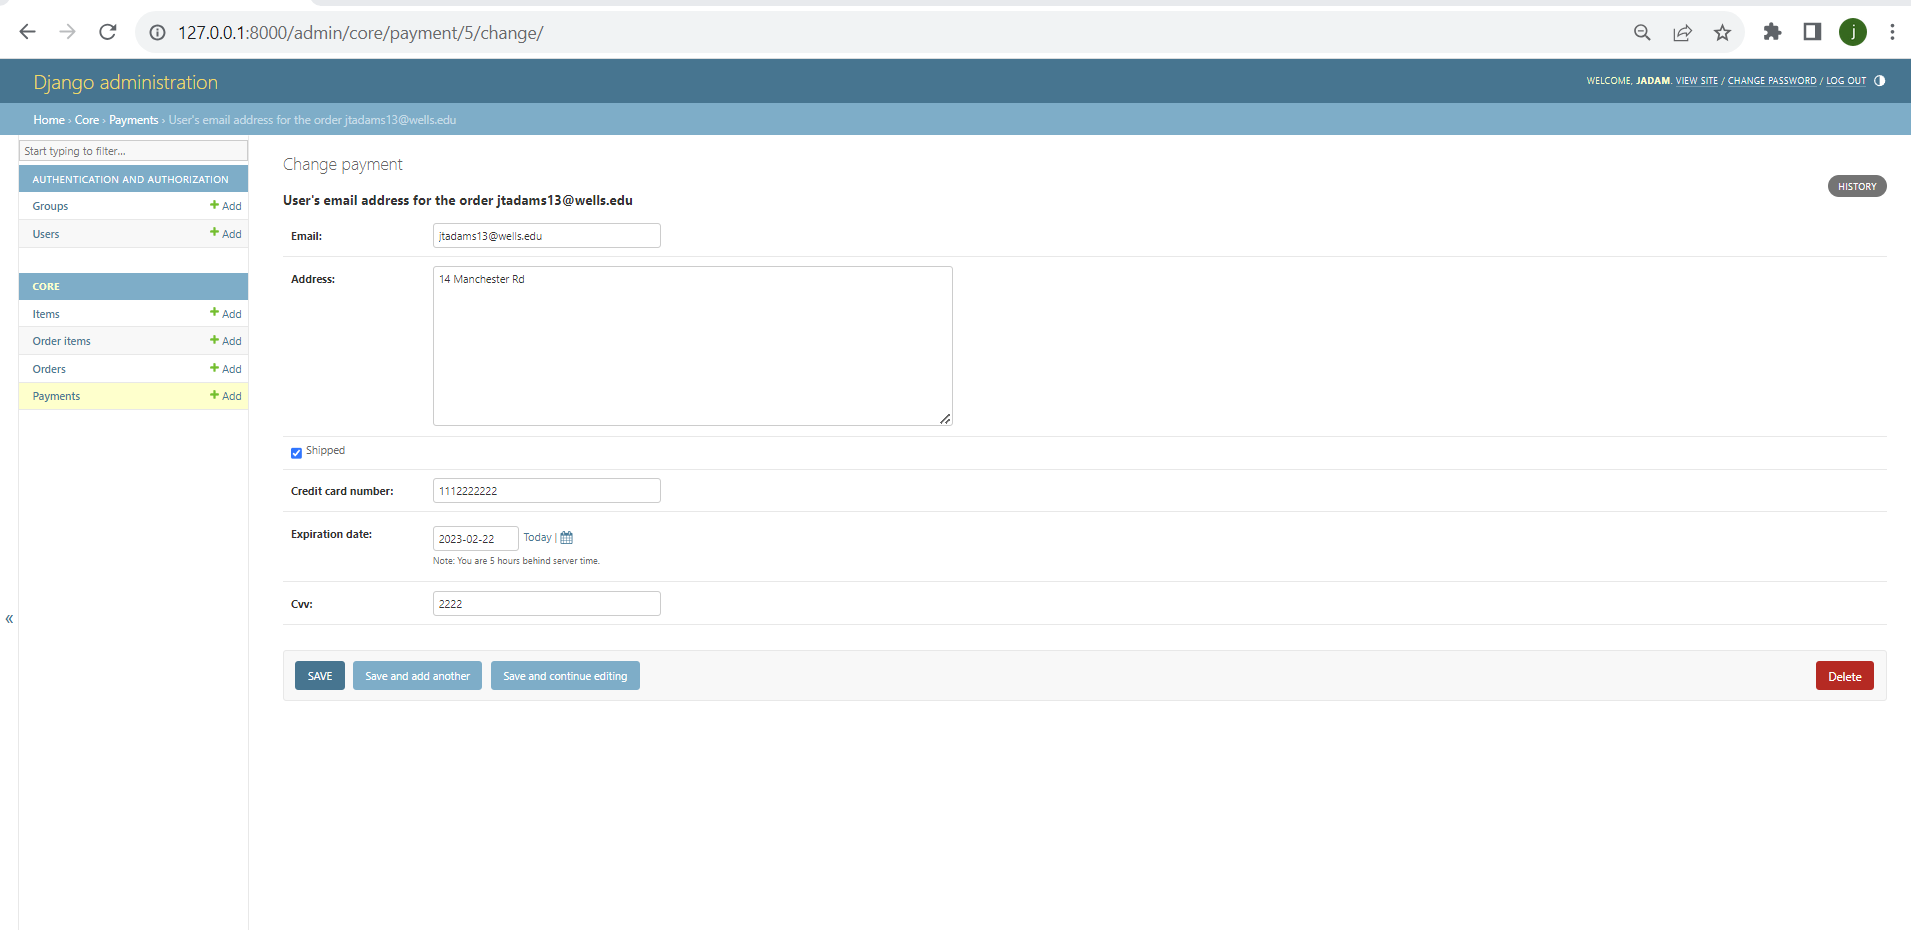 127.0.0.1:8000/admin/core/payment/5/change/
j
Django administration
WELCOME, JADAM. VIEW SITE / CHANGE PASSWORD / LOG OUT
Home › Core › Payments › User's email address for the order jtadams13@wells.edu
Start typing to filter...
AUTHENTICATION AND AUTHORIZATION
Groups + Add
Users + Add
CORE
Items + Add
Order items + Add
Orders + Add
Payments + Add
«
Change payment
HISTORY
User's email address for the order jtadams13@wells.edu
Email: jtadams13@wells.edu
Address: 14 Manchester Rd
Shipped
Credit card number: 1112222222
Expiration date: 2023-02-22 Today |
Note: You are 5 hours behind server time.
Cvv: 2222
SAVE Save and add another Save and continue editing Delete